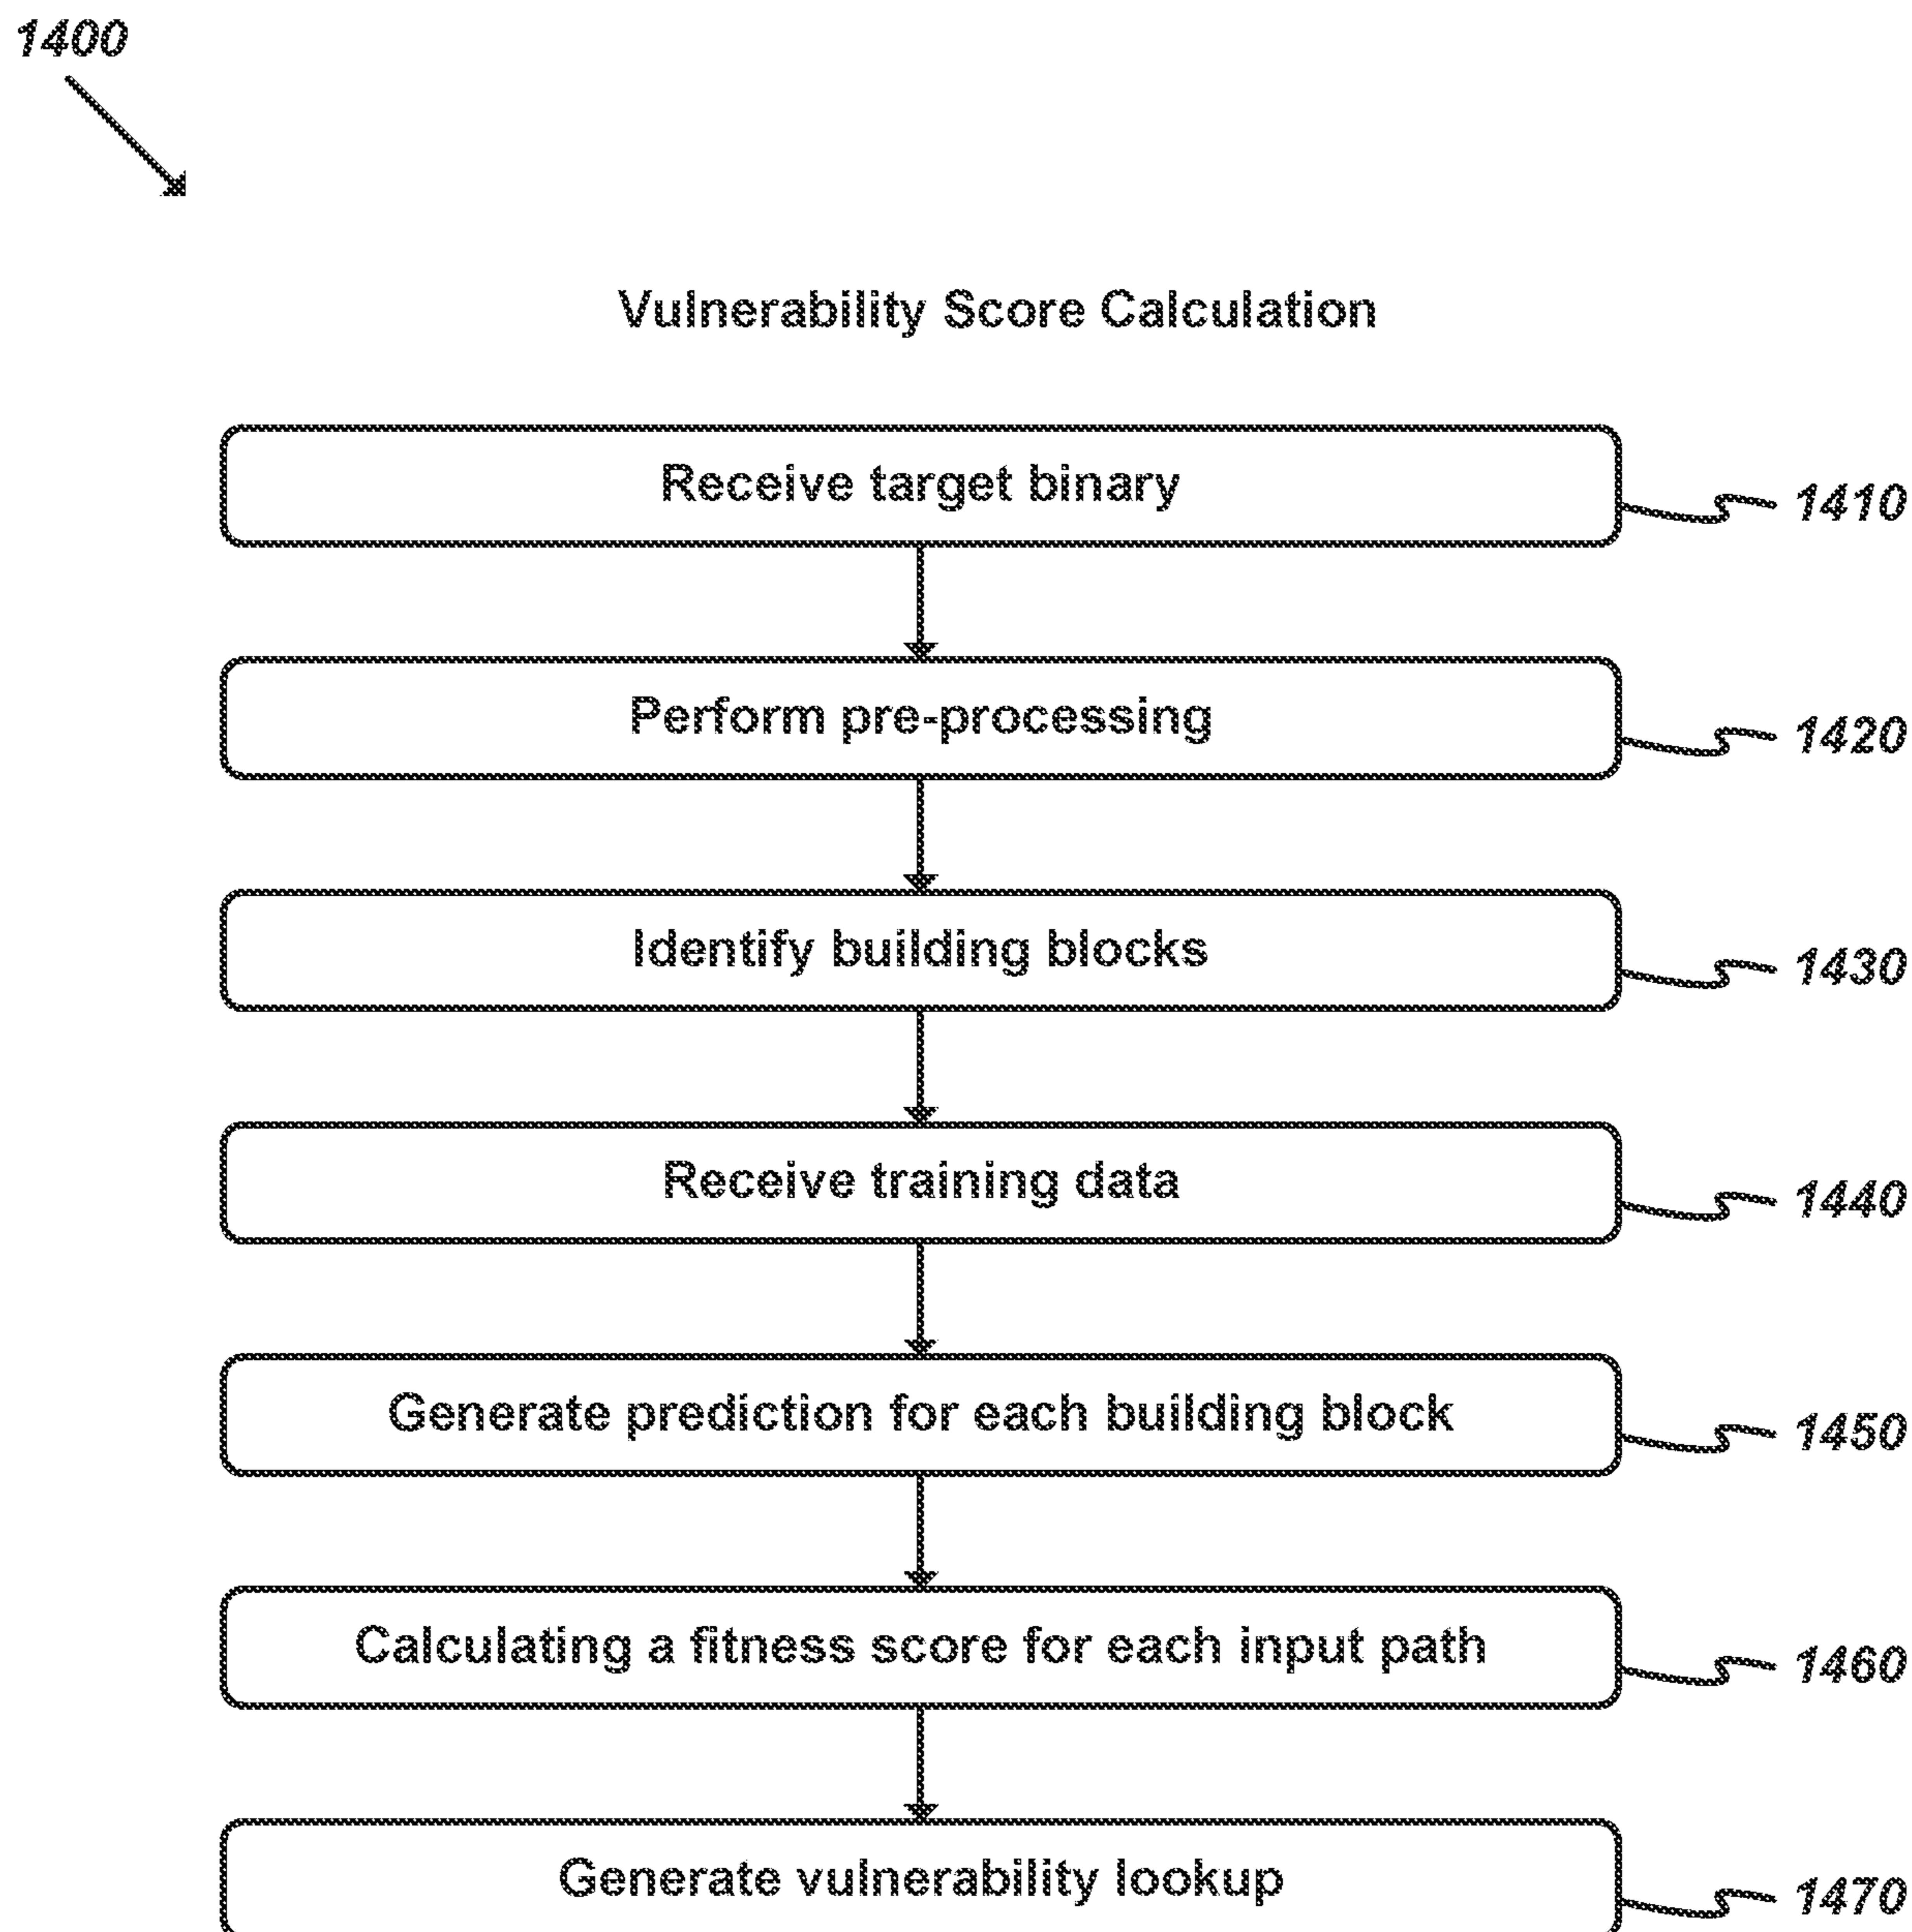 1400
Vulnerability Score Calculation
Receive target binary
1410
Perform pre-processing
1420
Identify building blocks
1430
Receive training data
1440
Generate prediction for each building block
1450
Calculating a fitness score for each input path
1460
Generate vulnerability lookup
1470